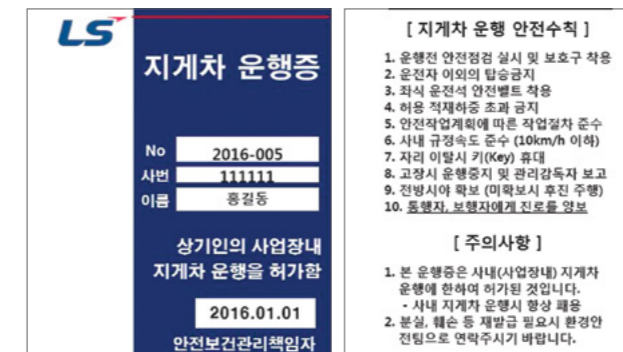 LS
지게차 운행증
No 2016-005
사번 111111
이름 홍길동
상기인의 사업장내
지게차 운행을 허가함
2016.01.01
안전보건관리책임자
[ 지게차 운행 안전수칙 ]
1. 운행전 안전점검 실시 및 보호구 착용
2. 운전자 이외의 탑승금지
3. 좌식 운전석 안전벨트 착용
4. 허용 적재하중 초과 금지
5. 안전작업계획에 따른 작업절차 준수
6. 사내 규정속도 준수 (10km/h 이하)
7. 자리 이탈시 키(Key) 휴대
8. 고장시 운행중지 및 관리감독자 보고
9. 전방시야 확보 (미확보시 후진 주행)
10. 통행자, 보행자에게 진로를 양보
[ 주의사항 ]
1. 본 운행증은 사내(사업장내) 지게차
운행에 한하여 허가된 것입니다.
- 사내 지게차 운행시 항상 패용
2. 분실, 훼손 등 재발급 필요시 환경안
전팀으로 연락주시기 바랍니다.